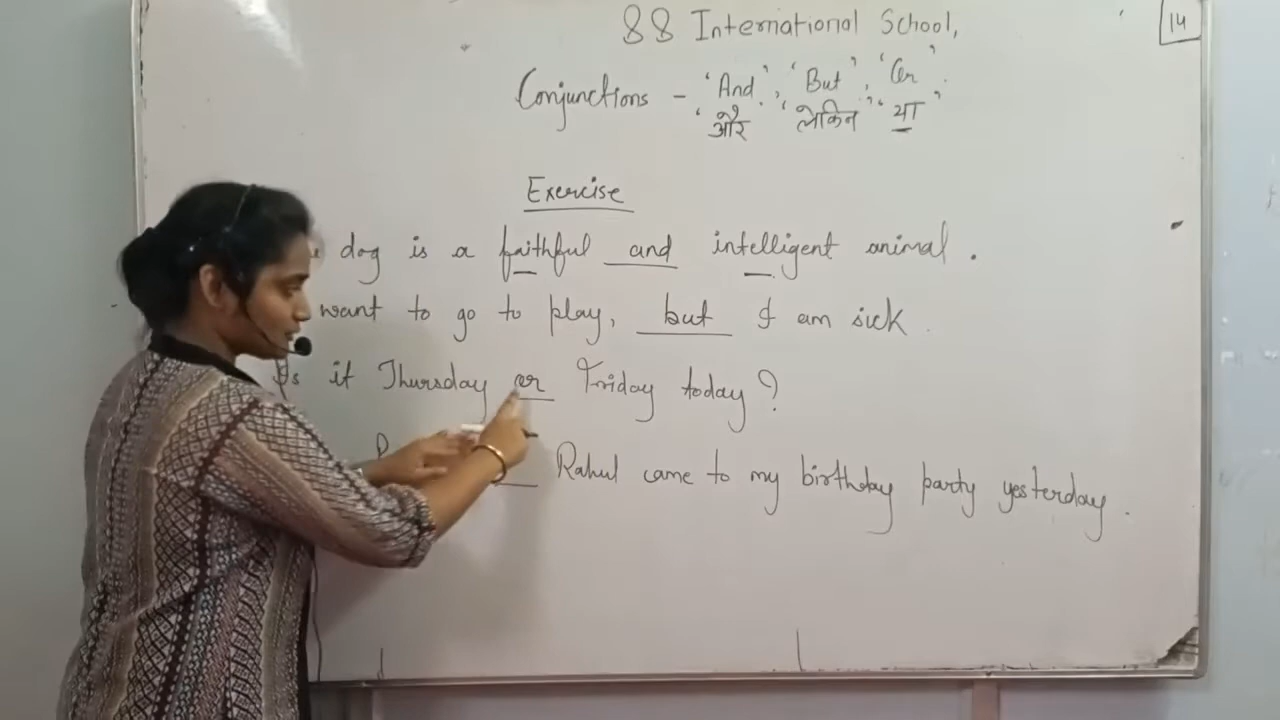 88 International School,
14
Conjunctions - 'And', 'But', 'Or'
'और', 'लेकिन', 'या'
Exercise
dog is a faithful and intelligent animal.
want to go to play, but I am sick.
Is it Thursday or Friday today?
Rahul came to my birthday party yesterday.